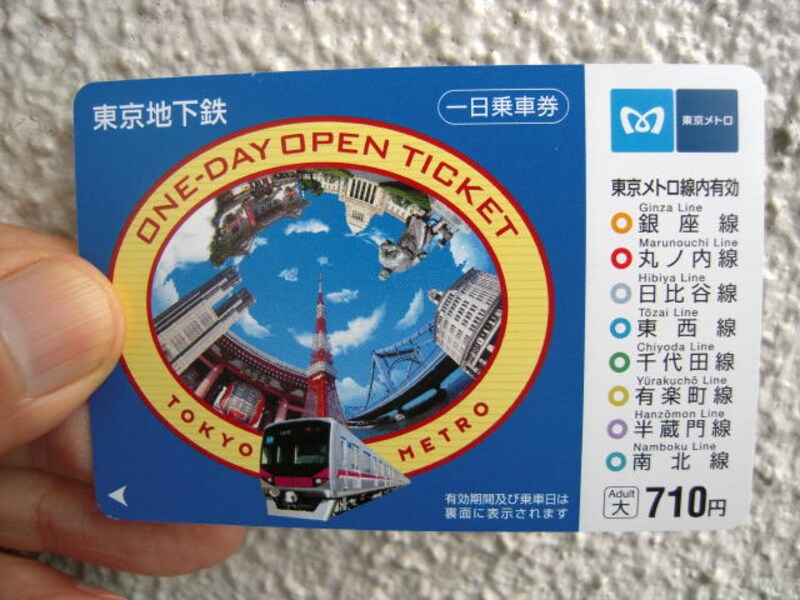 東京地下鉄
一日乗車券
ONE-DAY OPEN TICKET
TOKYO METRO
有効期間及び乗車日は
裏面に表示されます
東京メトロ
東京メトロ線内有効
Ginza Line
銀座線
Marunouchi Line
丸ノ内線
Hibiya Line
日比谷線
Tōzai Line
東西線
Chiyoda Line
千代田線
Yūrakuchō Line
有楽町線
Hanzōmon Line
半蔵門線
Namboku Line
南北線
Adult
大 710円